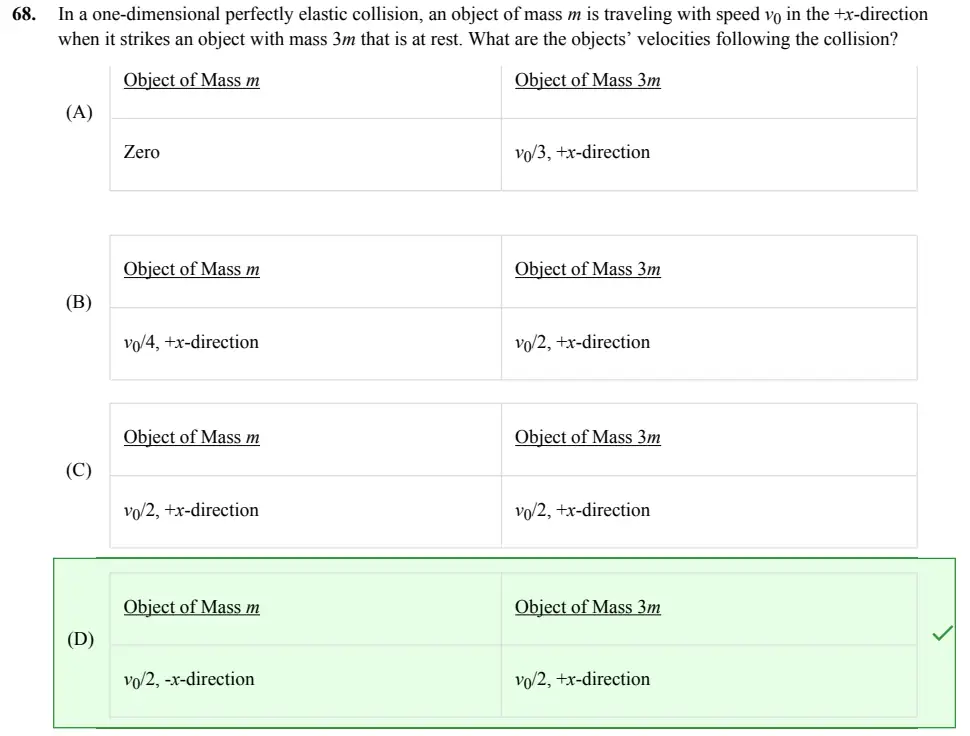 68. In a one-dimensional perfectly elastic collision, an object of mass m is traveling with speed v0 in the +x-direction
when it strikes an object with mass 3m that is at rest. What are the objects’ velocities following the collision?
(A)
Object of Mass m Object of Mass 3m
Zero v0/3, +x-direction
(B)
Object of Mass m Object of Mass 3m
v0/4, +x-direction v0/2, +x-direction
(C)
Object of Mass m Object of Mass 3m
v0/2, +x-direction v0/2, +x-direction
(D)
Object of Mass m Object of Mass 3m
v0/2, -x-direction v0/2, +x-direction